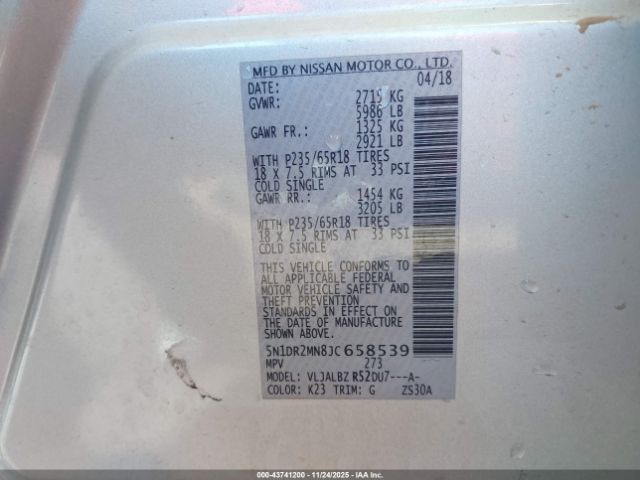 MFD BY NISSAN MOTOR CO., LTD.
DATE: 04/18
GVWR: 2715 KG
5986 LB
GAWR FR.: 1325 KG
2921 LB
WITH P235/65R18 TIRES
18 X 7.5 RIMS AT 33 PSI
COLD SINGLE
GAWR RR.: 1454 KG
3205 LB
WITH P235/65R18 TIRES
18 X 7.5 RIMS AT 33 PSI
COLD SINGLE
THIS VEHICLE CONFORMS TO
ALL APPLICABLE FEDERAL
MOTOR VEHICLE SAFETY AND
THEFT PREVENTION
STANDARDS IN EFFECT ON
THE DATE OF MANUFACTURE
SHOWN ABOVE.
5N1DR2MN8JC658539
MPV 273
MODEL: VLJALBZ R52DU7---A-
COLOR: K23 TRIM: G ZS30A
000-43741200 - 11/24/2025 - IAAI.COM